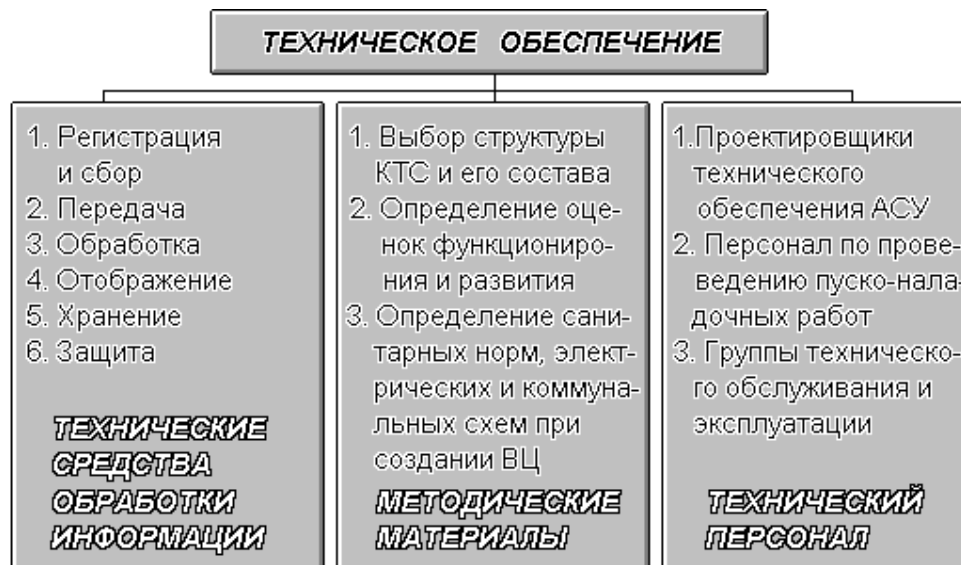 ТЕХНИЧЕСКОЕ ОБЕСПЕЧЕНИЕ
1. Регистрация
и сбор
2. Передача
3. Обработка
4. Отображение
5. Хранение
6. Защита
ТЕХНИЧЕСКИЕ
СРЕДСТВА
ОБРАБОТКИ
ИНФОРМАЦИИ
1. Выбор структуры
КТС и его состава
2. Определение оце-
нок функциониро-
ния и развития
3. Определение сани-
тарных норм, элект-
рических и коммуна-
льных схем при
создании ВЦ
МЕТОДИЧЕСКИЕ
МАТЕРИАЛЫ
1.Проектировщики
технического
обеспечения АСУ
2. Персонал по прове-
ведению пуско-нала-
дочных работ
3. Группы техническо-
го обслуживания и
эксплуатации
ТЕХНИЧЕСКИЙ
ПЕРСОНАЛ